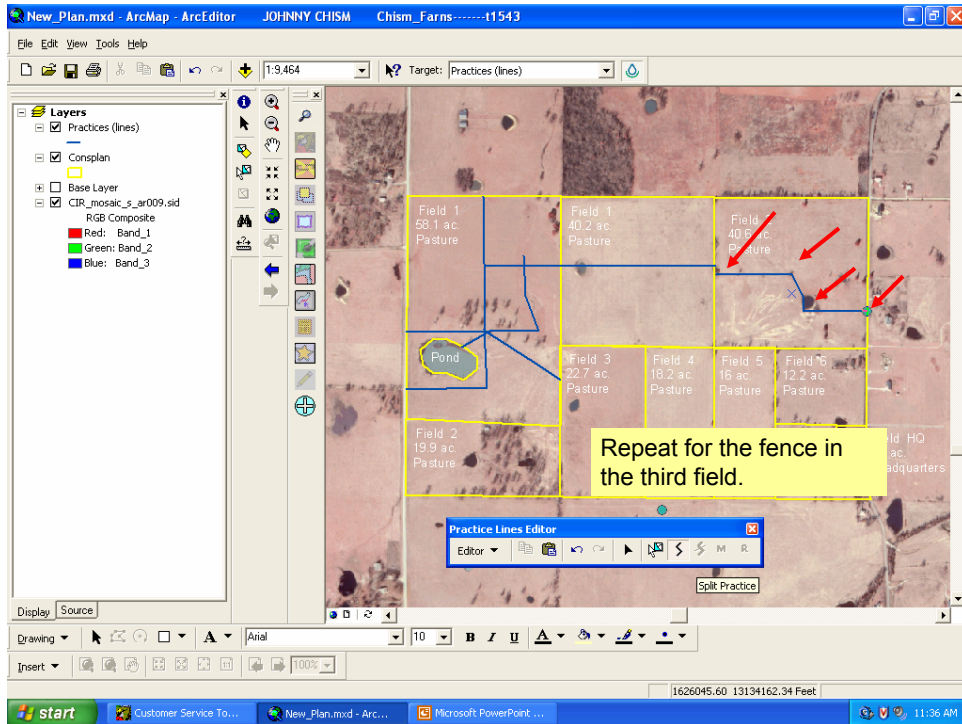 New_Plan.mxd - ArcMap - ArcEditor JOHNNY CHISM Chism_Farns-------t1543
File Edit View Tools Help
1:9,464 Target: Practices (lines)
Layers
Practices (lines)
Consplan
Base Layer
CIR_mosaic_s_ar009.sid
RGB Composite
Red: Band_1
Green: Band_2
Blue: Band_3
Field 1
58.1 ac.
Pasture
Field 1
40.2 ac.
Pasture
Field
40.6 ac.
Pasture
Pond
Field 3
22.7 ac.
Pasture
Field 4
18.2 ac.
Pasture
Field 5
16 ac.
Pasture
Field 6
12.2 ac.
Pasture
Field 2
19.9 ac.
Pasture
ld HQ
ac.
adquarters
Repeat for the fence in
the third field.
Practice Lines Editor
Editor M R
Split Practice
Display Source
Drawing A Arial 10 B I U A
Insert 1:1 100%
1626045.60 13134162.34 Feet
start Customer Service To... New_Plan.mxd - Arc... Microsoft PowerPoint ... 11:36 AM